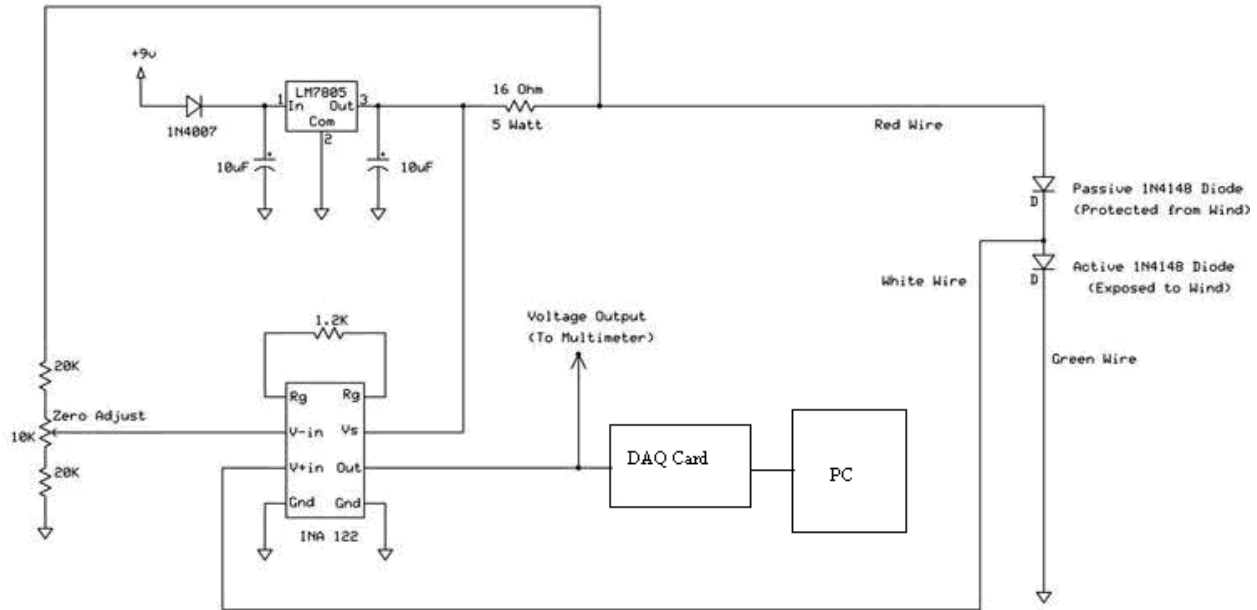 +9v
1N4007
LM7805
1 In Out 3
Com
2
10uF
10uF
16 Ohm
5 Watt
Red Wire
D
Passive 1N4148 Diode
(Protected from Wind)
White Wire
D
Active 1N4148 Diode
(Exposed to Wind)
Green Wire
1.2K
Voltage Output
(To Multimeter)
20K
Zero Adjust
10K
20K
Rg Rg
V-in Vs
V+in Out
Gnd Gnd
INA 122
DAQ Card
PC